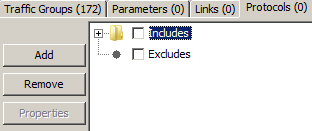 Traffic Groups (172) Parameters (0) Links (0) Protocols (0)
Add
Includes
Excludes
Remove
Properties